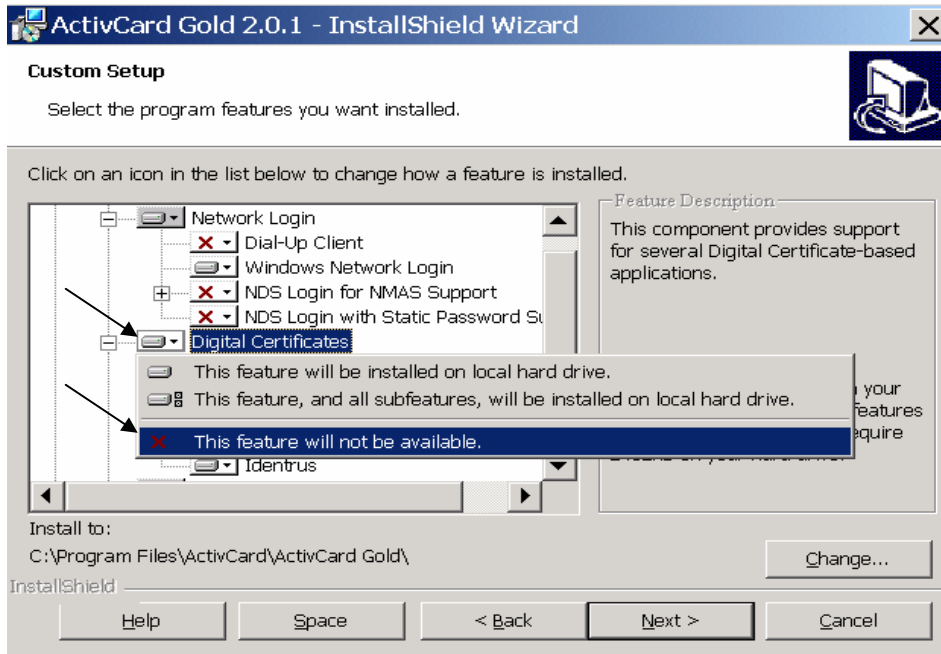 ActivCard Gold 2.0.1 - InstallShield Wizard
Custom Setup
Select the program features you want installed.
Click on an icon in the list below to change how a feature is installed.
Network Login
Dial-Up Client
Windows Network Login
NDS Login for NMAS Support
NDS Login with Static Password Su
Digital Certificates
Feature Description
This component provides support
for several Digital Certificate-based
applications.
This feature will be installed on local hard drive.
This feature, and all subfeatures, will be installed on local hard drive.
This feature will not be available.
your
features
equire
Identrus
Install to:
C:\Program Files\ActivCard\ActivCard Gold\
Change...
InstallShield
Help
Space
< Back
Next >
Cancel